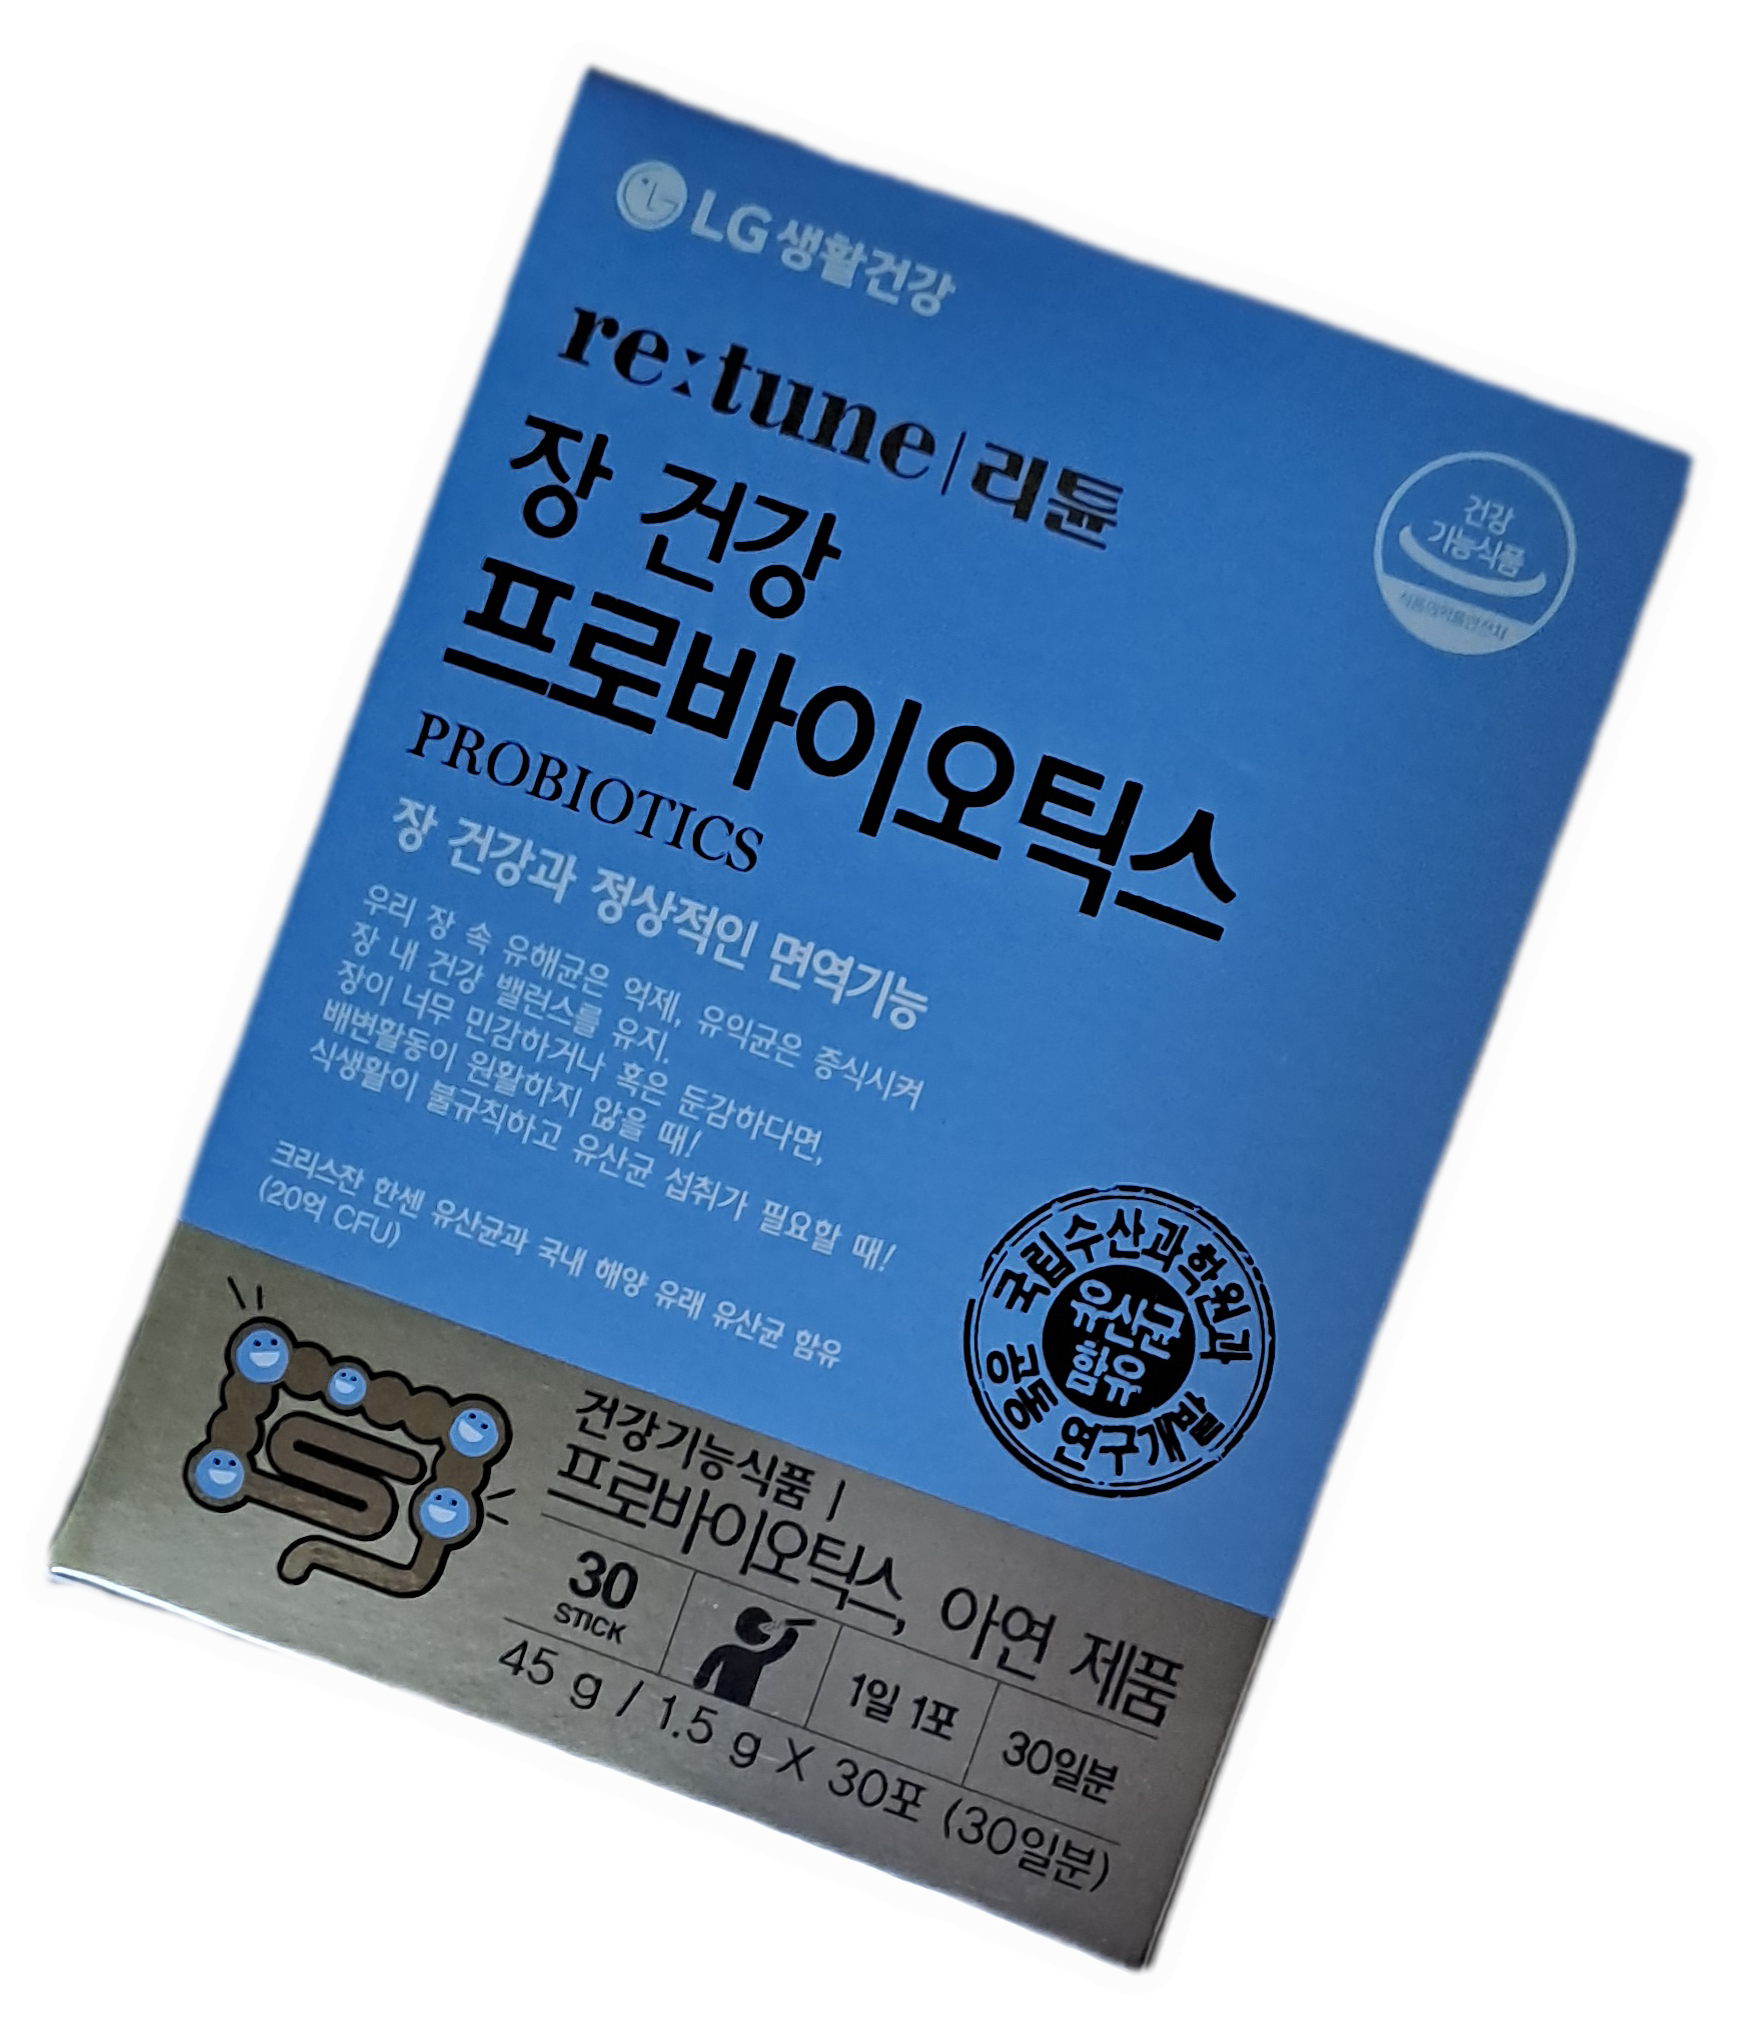 LG 생활건강
re:tune | 리튠
장 건강
프로바이오틱스
PROBIOTICS
건강
기능식품
식품의약품안전처
장 건강과 정상적인 면역기능
우리 장 속 유해균은 억제, 유익균은 증식시켜
장 내 건강 밸런스를 유지.
장이 너무 민감하거나 혹은 둔감하다면,
배변활동이 원활하지 않을 때!
식생활이 불규칙하고 유산균 섭취가 필요할 때!
크리스찬 한센 유산균과 국내 해양 유래 유산균 함유
(20억 CFU)
국립수산과학원과
공동 연구개발
유산균
함유
건강기능식품 |
프로바이오틱스, 아연 제품
30
STICK
1일 1포
30일분
45 g / 1.5 g X 30포 (30일분)